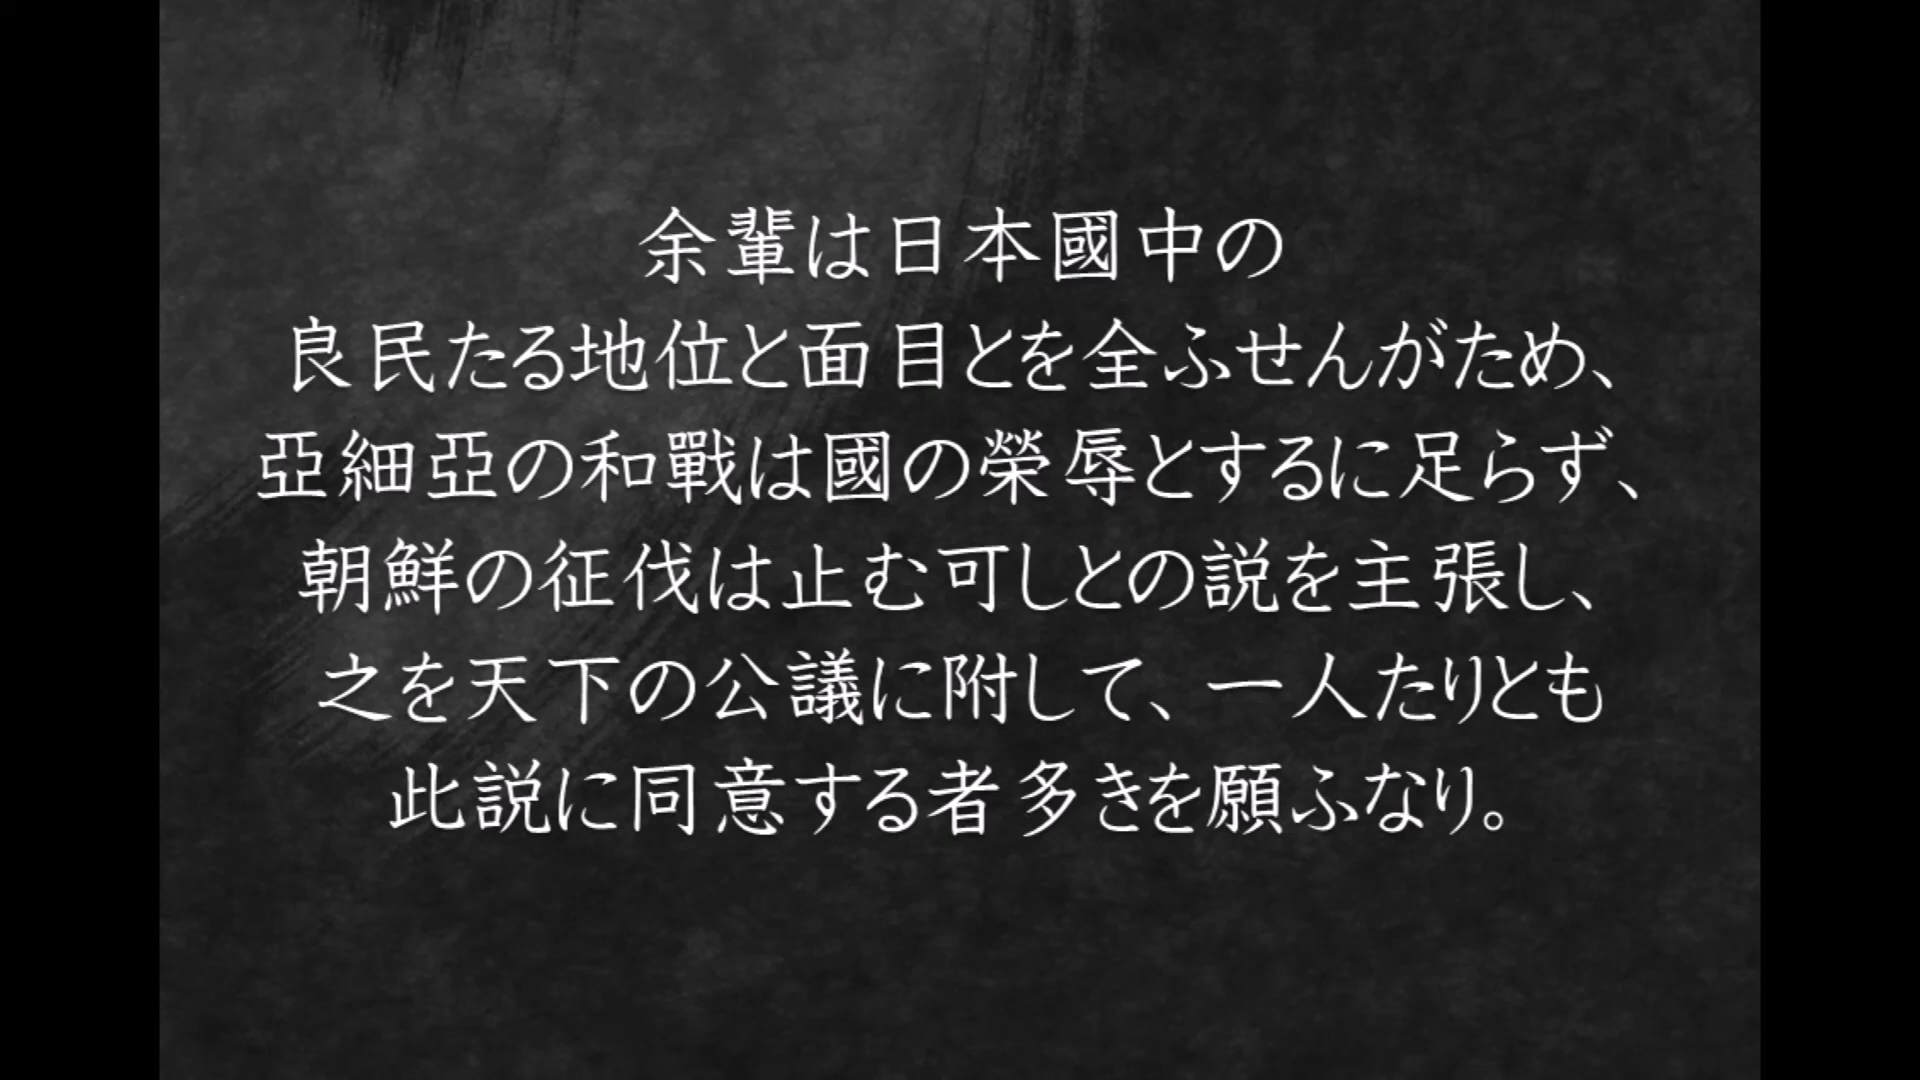 余輩は日本國中の
良民たる地位と面目とを全ふせんがため、
亞細亞の和戰は國の榮辱とするに足らず、
朝鮮の征伐は止む可しとの説を主張し、
之を天下の公議に附して、一人たりとも
此説に同意する者多きを願ふなり。